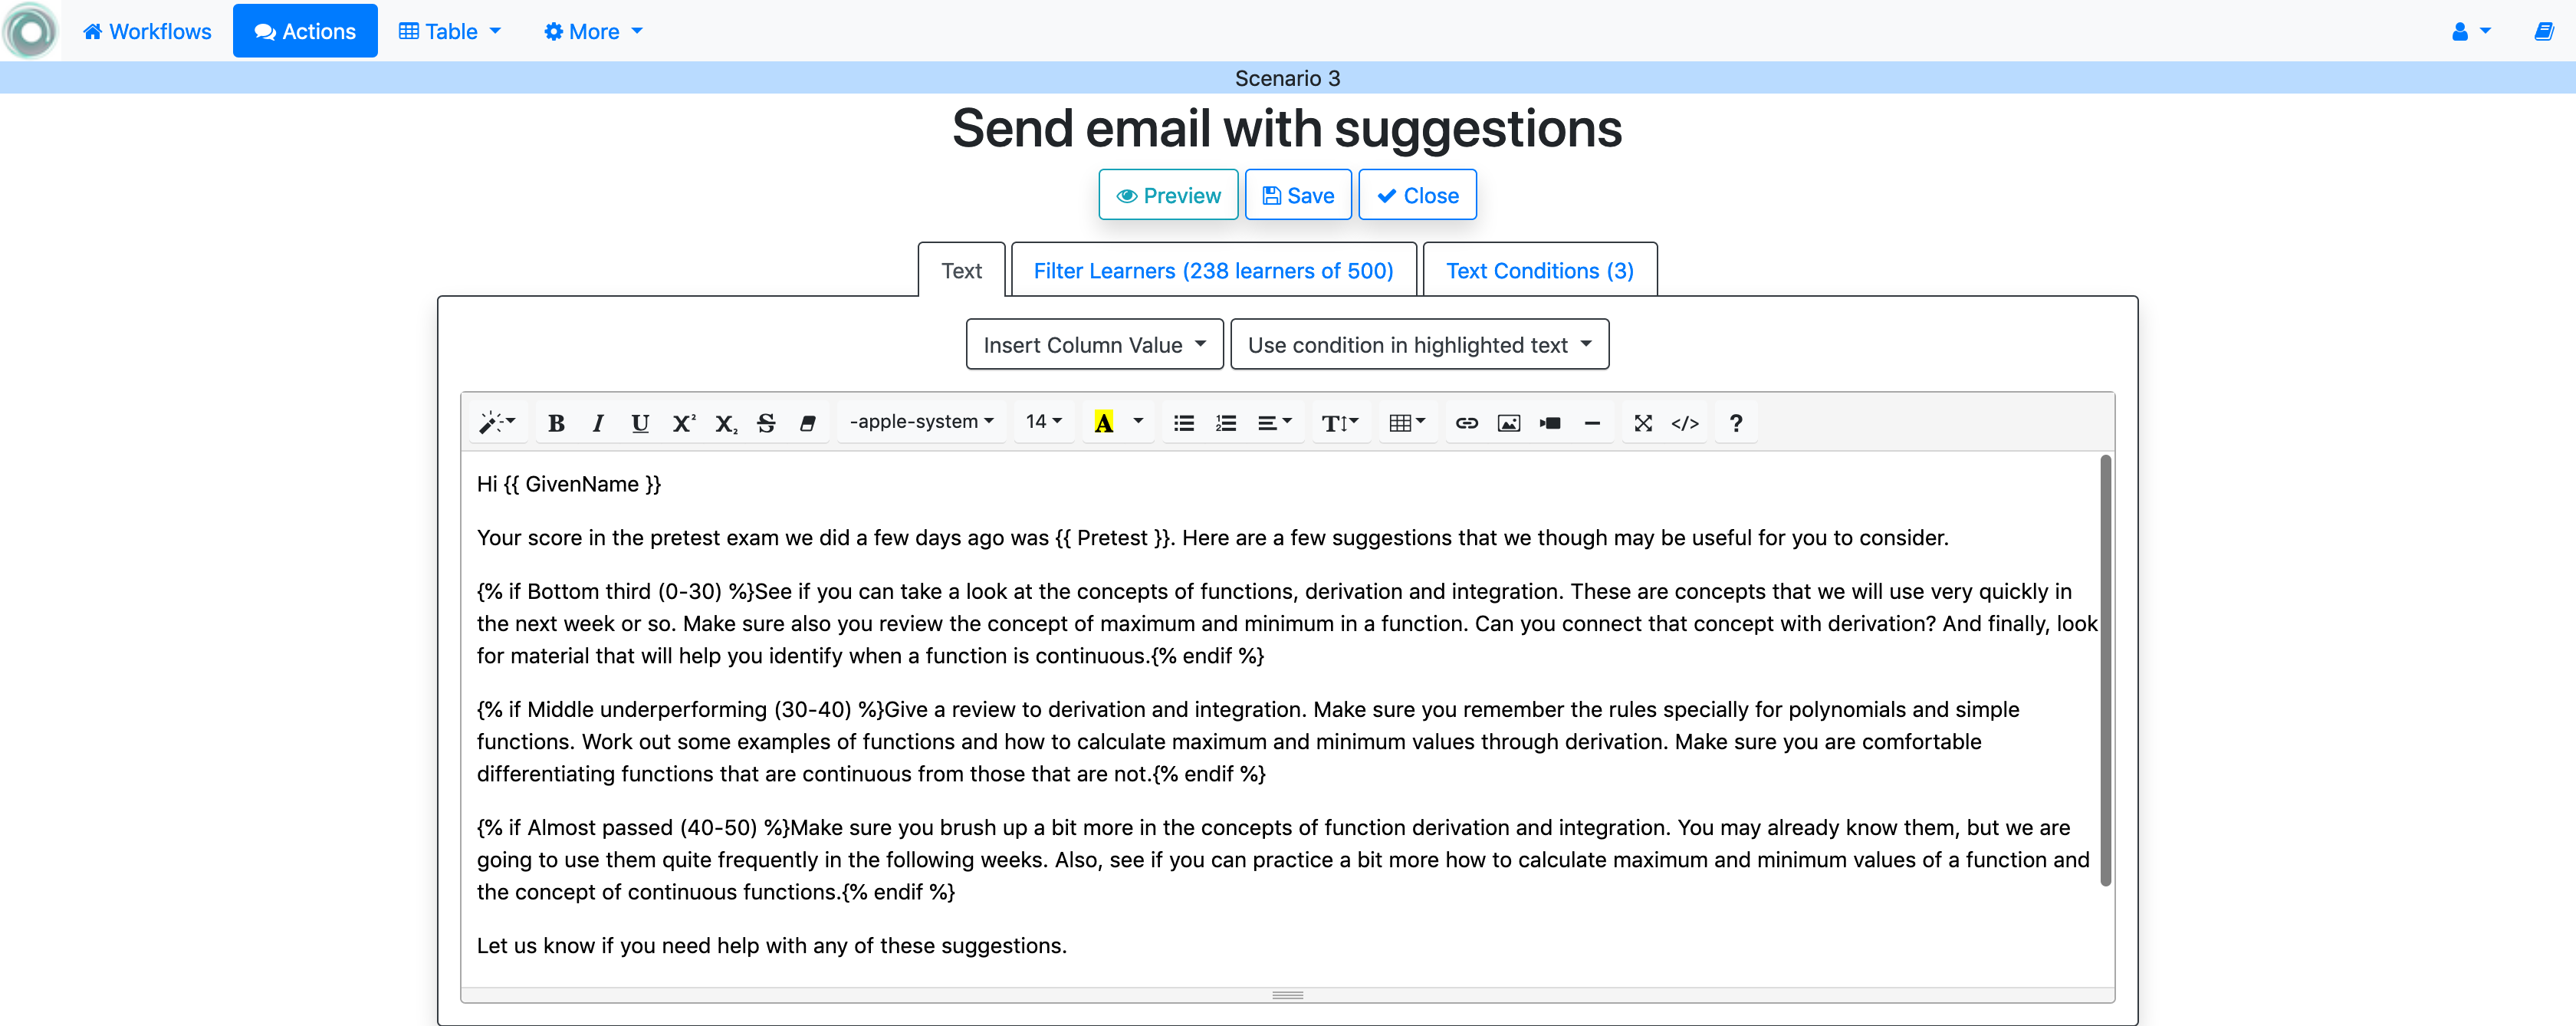 Workflows Actions Table More
Scenario 3
Send email with suggestions
Preview Save Close
Text Filter Learners (238 learners of 500) Text Conditions (3)
Insert Column Value Use condition in highlighted text
B I U X² X₂ S -apple-system 14 A T </> ?
Hi {{ GivenName }}
Your score in the pretest exam we did a few days ago was {{ Pretest }}. Here are a few suggestions that we though may be useful for you to consider.
{% if Bottom third (0-30) %}See if you can take a look at the concepts of functions, derivation and integration. These are concepts that we will use very quickly in
the next week or so. Make sure also you review the concept of maximum and minimum in a function. Can you connect that concept with derivation? And finally, look
for material that will help you identify when a function is continuous.{% endif %}
{% if Middle underperforming (30-40) %}Give a review to derivation and integration. Make sure you remember the rules specially for polynomials and simple
functions. Work out some examples of functions and how to calculate maximum and minimum values through derivation. Make sure you are comfortable
differentiating functions that are continuous from those that are not.{% endif %}
{% if Almost passed (40-50) %}Make sure you brush up a bit more in the concepts of function derivation and integration. You may already know them, but we are
going to use them quite frequently in the following weeks. Also, see if you can practice a bit more how to calculate maximum and minimum values of a function and
the concept of continuous functions.{% endif %}
Let us know if you need help with any of these suggestions.